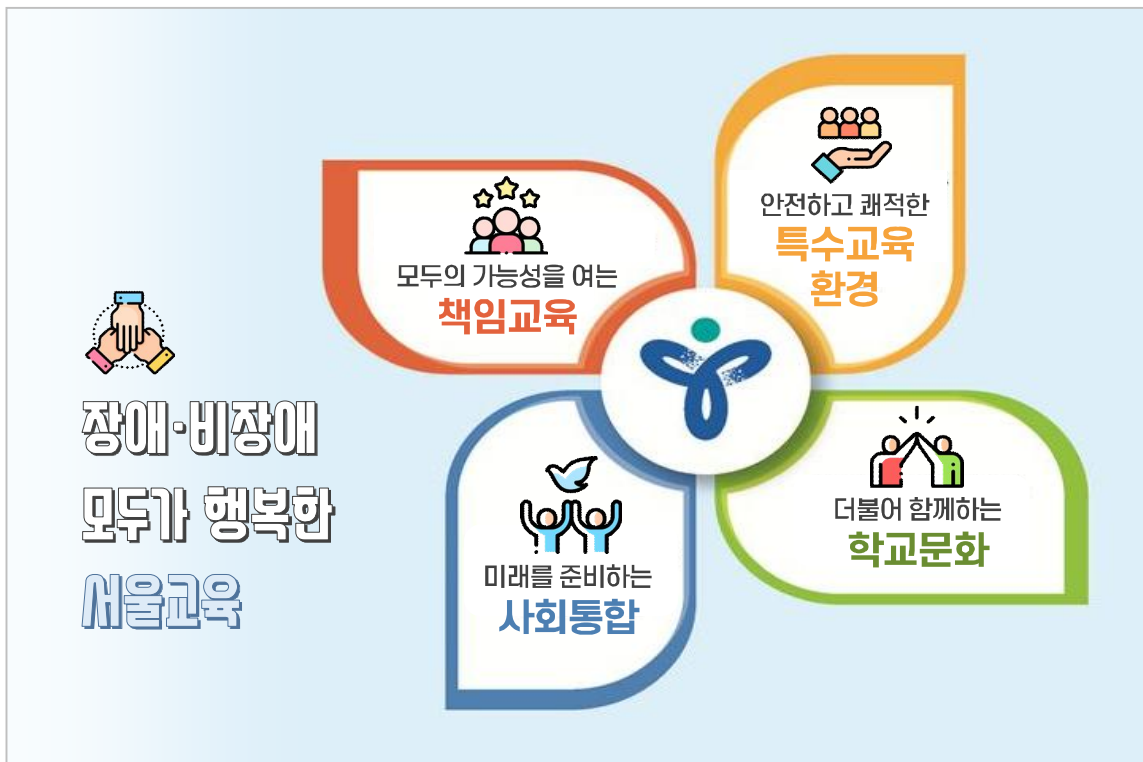 장애·비장애
모두가 행복한
서울교육
모두의 가능성을 여는
책임교육
안전하고 쾌적한
특수교육
환경
미래를 준비하는
사회통합
더불어 함께하는
학교문화